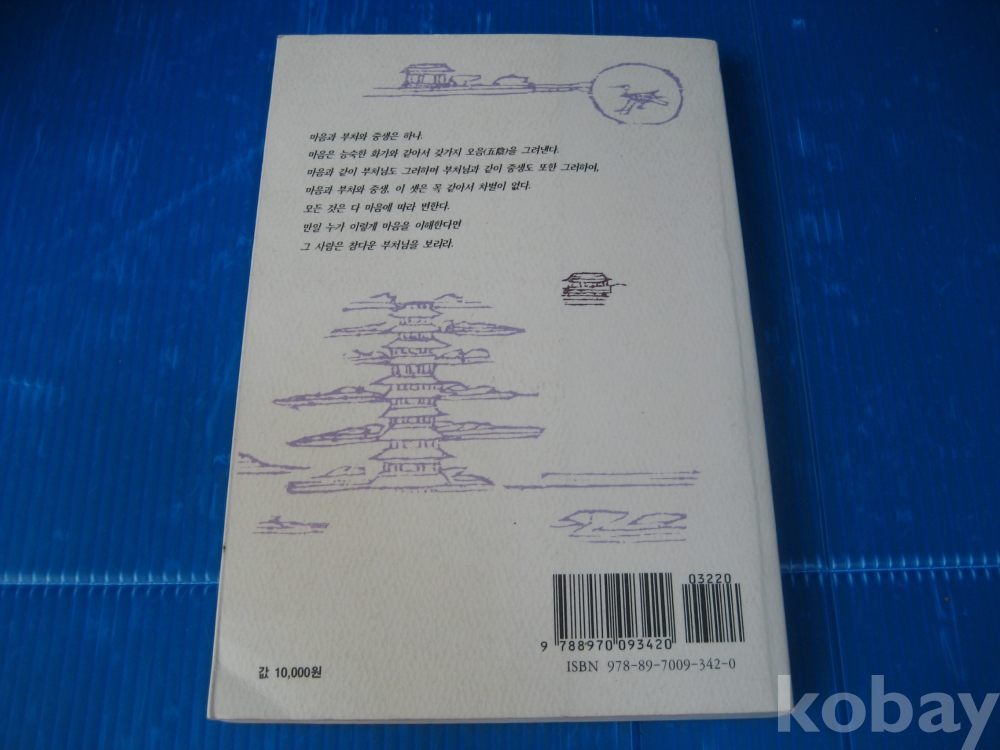 마음과 부처와 중생은 하나.
마음은 능숙한 화가와 같아서 갖가지 오음(五陰)을 그려낸다.
마음과 같이 부처님도 그러하며 부처님과 같이 중생도 또한 그러하여,
마음과 부처와 중생, 이 셋은 꼭 같아서 차별이 없다.
모든 것은 다 마음에 따라 변한다.
만일 누가 이렇게 마음을 이해한다면
그 사람은 참다운 부처님을 보리라.
03220
9 788970 093420
ISBN 978-89-7009-342-0
값 10,000원
kobay